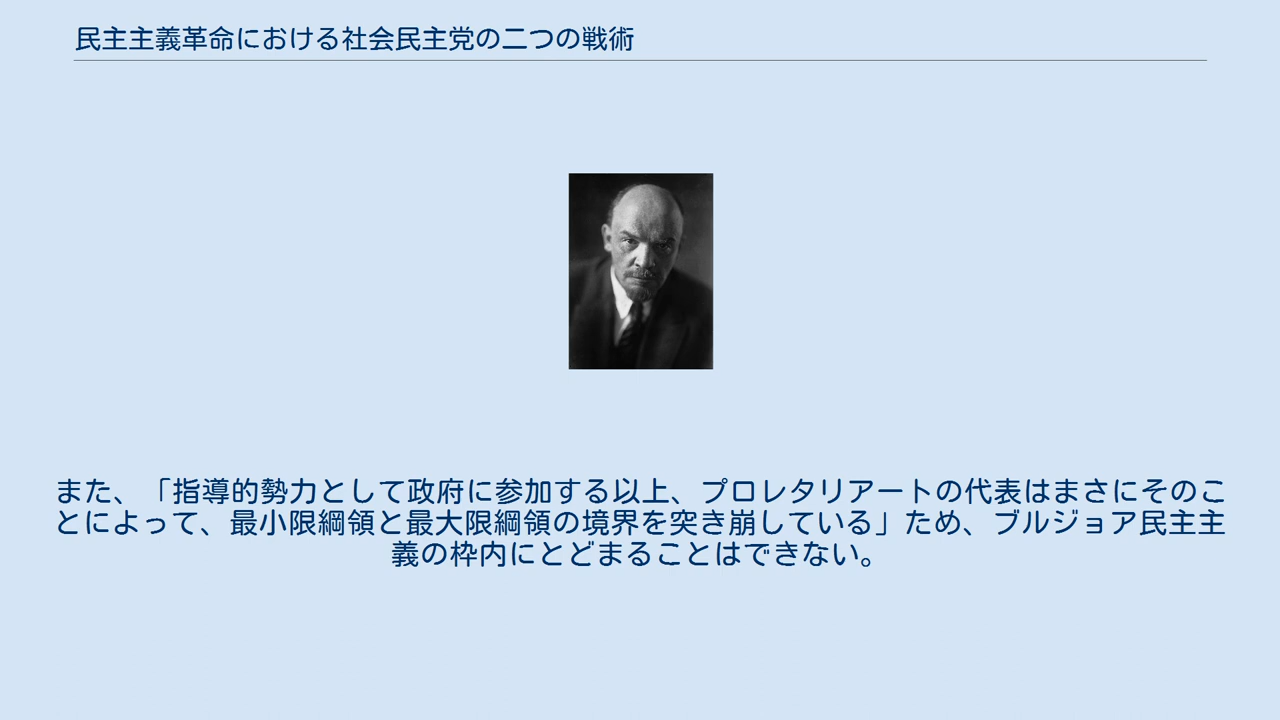 民主主義革命における社会民主党の二つの戦術
また、「指導的勢力として政府に参加する以上、プロレタリアートの代表はまさにそのこ
とによって、最小限綱領と最大限綱領の境界を突き崩している」ため、ブルジョア民主主
義の枠内にとどまることはできない。